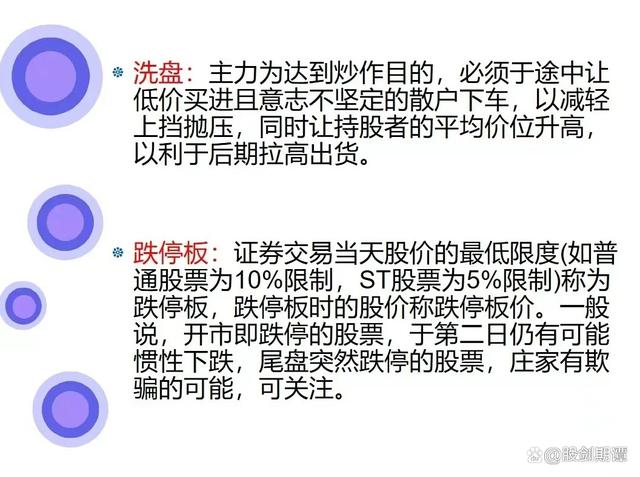 洗盘：主力为达到炒作目的，必须于途中让
低价买进且意志不坚定的散户下车，以减轻
上挡抛压，同时让持股者的平均价位升高，
以利于后期拉高出货。
跌停板：证券交易当天股价的最低限度(如普
通股票为10%限制，ST股票为5%限制)称为
跌停板，跌停板时的股价称跌停板价。一般
说，开市即跌停的股票，于第二日仍有可能
惯性下跌，尾盘突然跌停的股票，庄家有欺
骗的可能，可关注。
@股剑期谭